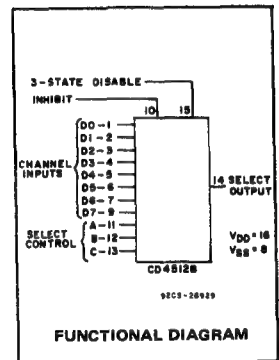 3-STATE DISABLE
INHIBIT
10 15
D0-1
D1-2
D2-3
CHANNEL INPUTS
D3-4
D4-5
D5-6
D6-7
D7-9
14 SELECT OUTPUT
SELECT CONTROL
A-11
B-12
C-13
VDD=16
VSS=8
CD4512B
92CS-26929
FUNCTIONAL DIAGRAM